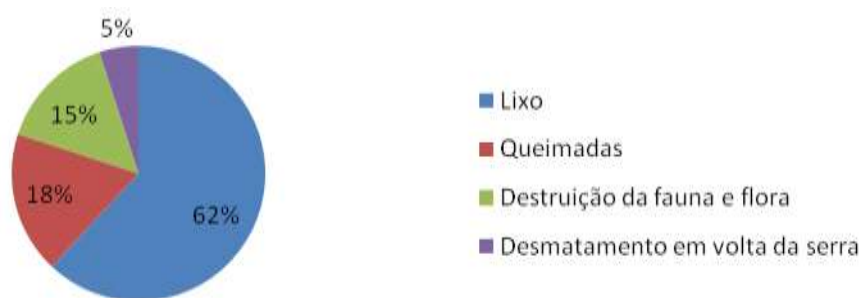 5%
15%
18%
62%
Lixo
Queimadas
Destruição da fauna e flora
Desmatamento em volta da serra